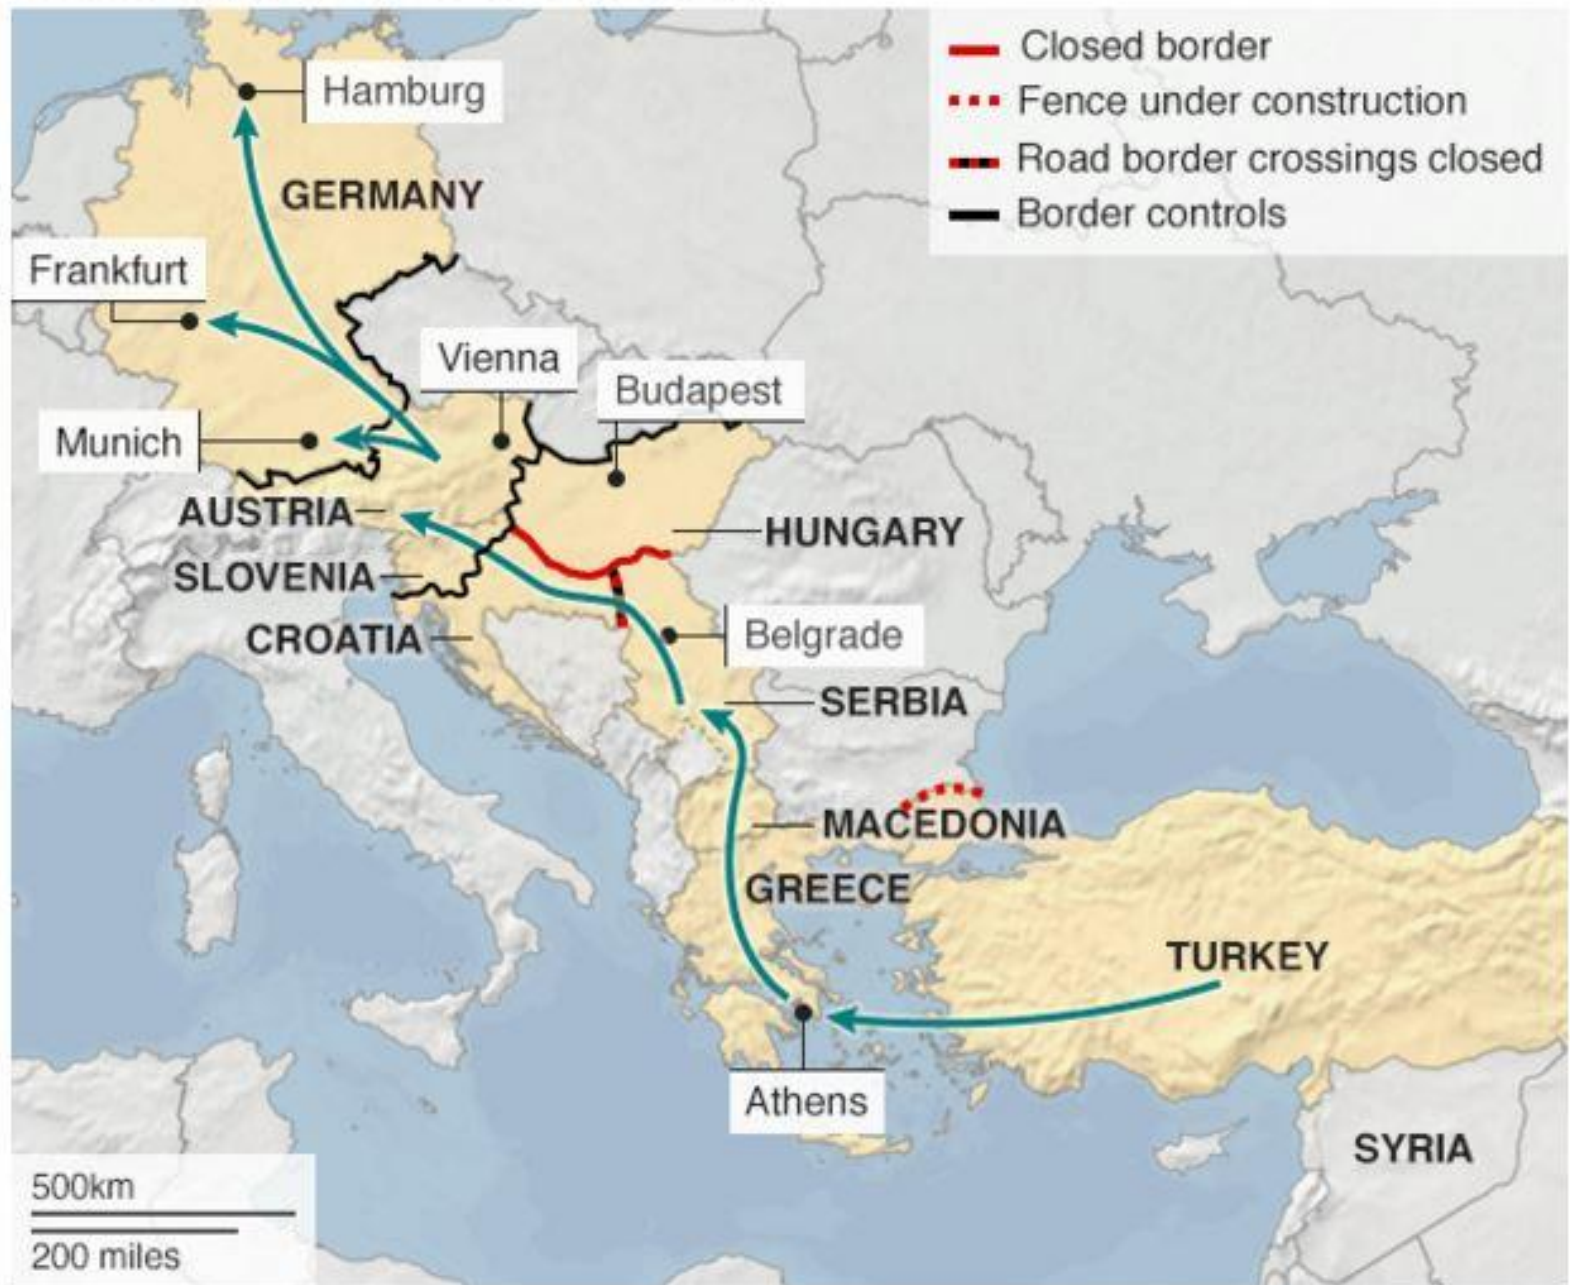 Closed border
Fence under construction
Road border crossings closed
Border controls
Hamburg
GERMANY
Frankfurt
Vienna
Budapest
Munich
AUSTRIA
HUNGARY
SLOVENIA
CROATIA
Belgrade
SERBIA
MACEDONIA
GREECE
TURKEY
Athens
SYRIA
500km
200 miles